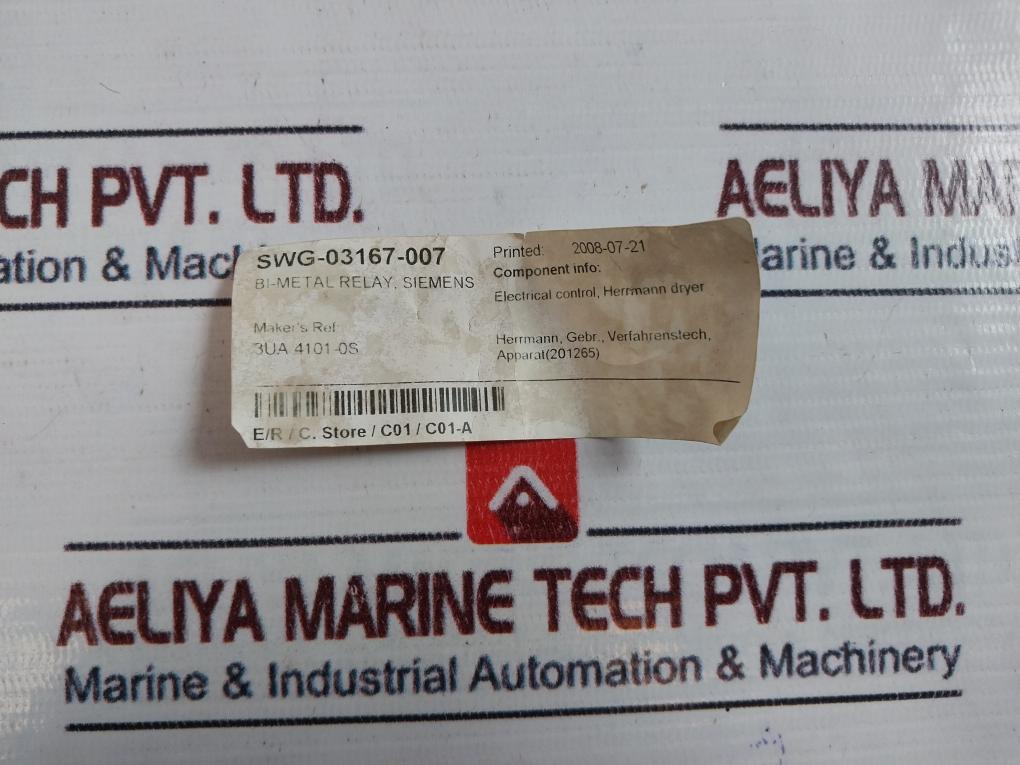 CH PVT. LTD.
ation & Mach
AELIYA MAR
arine & Indus
SWG-03167-007
BI-METAL RELAY, SIEMENS
Maker's Ref:
3UA 4101-0S
Printed: 2008-07-21
Component info:
Electrical control, Herrmann dryer
Herrmann, Gebr., Verfahrenstech,
Apparat(201265)
E/R / C. Store / C01 / C01-A
AELIYA MARINE TECH PVT. LTD.
Marine & Industrial Automation & Machinery